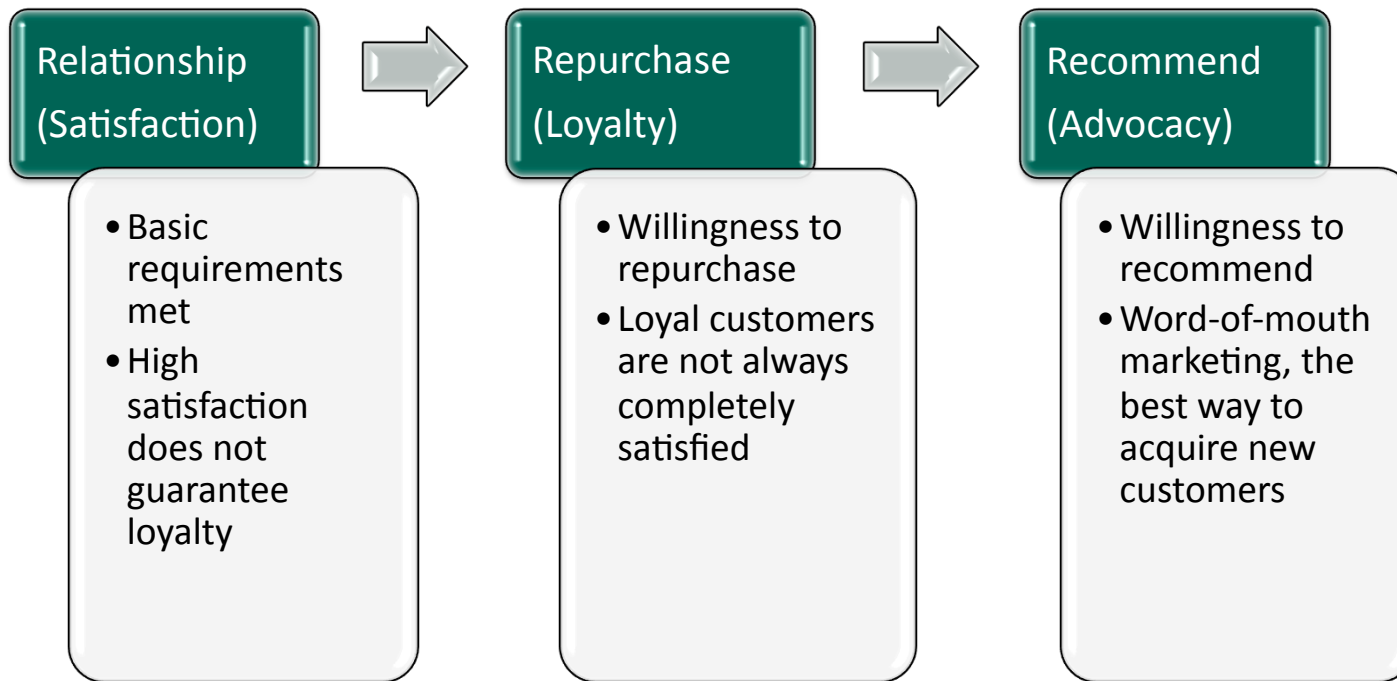 Relationship
(Satisfaction)
• Basic
requirements
met
• High
satisfaction
does not
guarantee
loyalty
Repurchase
(Loyalty)
• Willingness to
repurchase
• Loyal customers
are not always
completely
satisfied
Recommend
(Advocacy)
• Willingness to
recommend
• Word-of-mouth
marketing, the
best way to
acquire new
customers